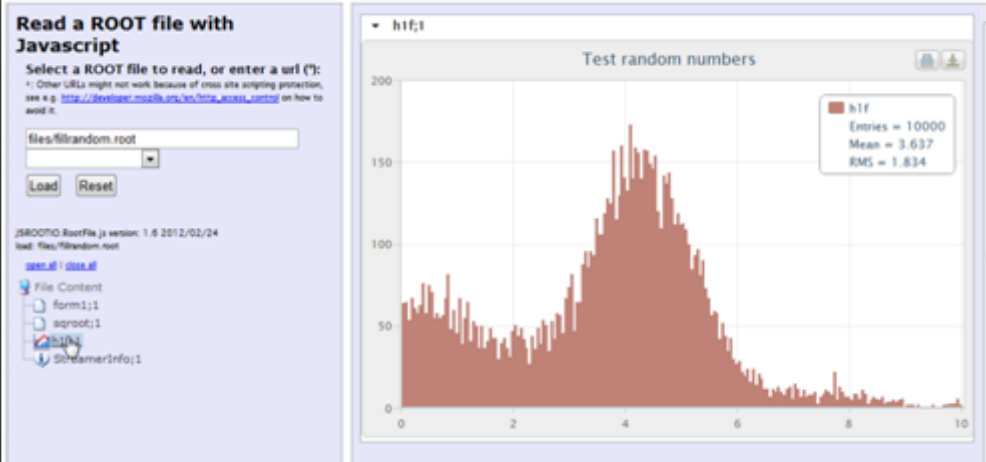 Read a ROOT file with
Javascript
Select a ROOT file to read, or enter a url (*):
*: Other URLs might not work because of cross site scripting protection,
see e.g. http://developer.mozilla.org/en/http_access_control on how to
avoid it.
files/fillrandom.root
Load Reset
JSROOTIO.RootFile.js version: 1.6 2012/02/24
load: files/fillrandom.root
open all | close all
File Content
form1;1
sqroot;1
h1f;1
StreamerInfo;1
h1f;1
Test random numbers
h1f
Entries = 10000
Mean = 3.637
RMS = 1.834
200
150
100
50
0
0 2 4 6 8 10